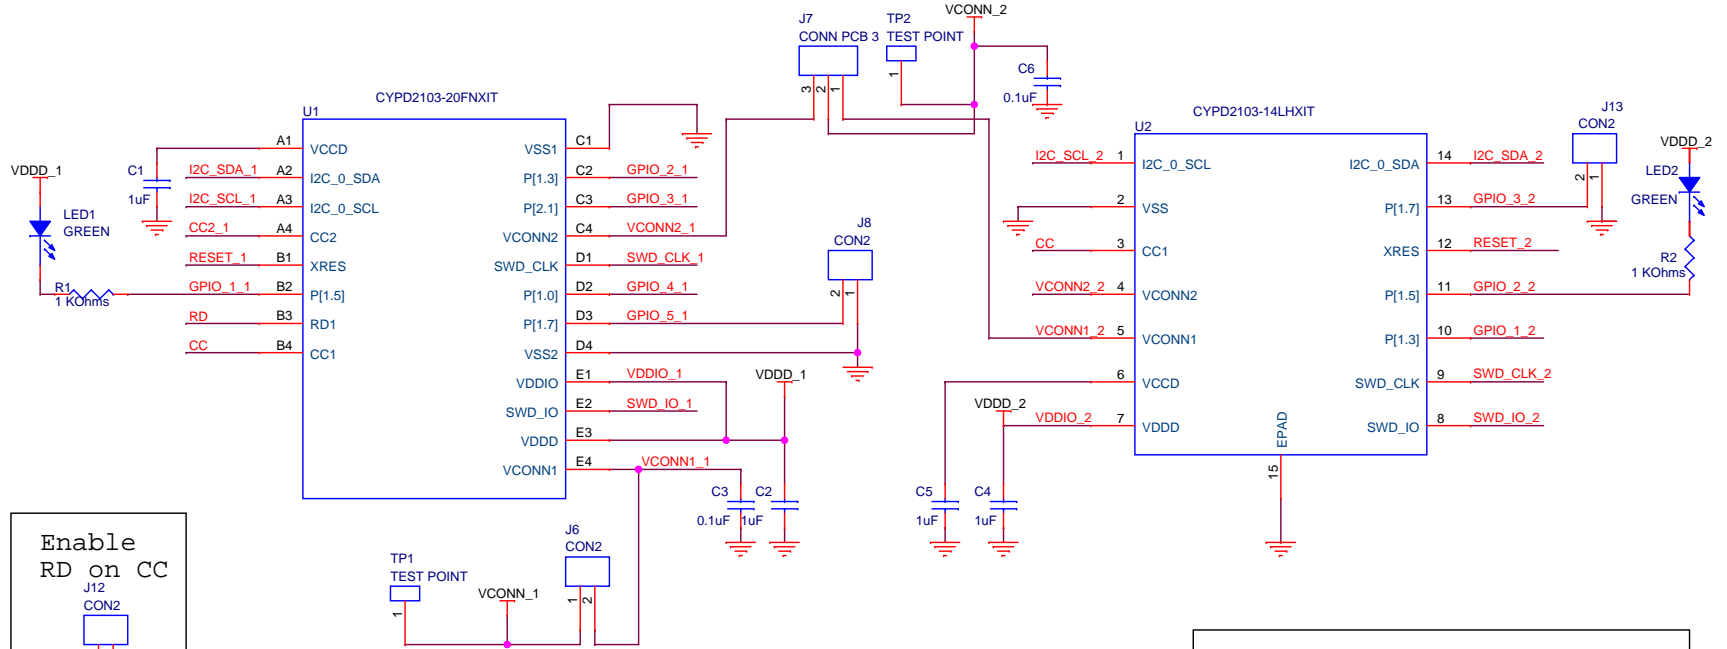 VCONN_2
J7
CONN PCB 3
TP2
TEST POINT
3
2
1
1
C6
0.1uF
CYPD2103-20FNXIT
U1
A1
VCCD
A2
I2C_0_SDA
A3
I2C_0_SCL
A4
CC2
B1
XRES
B2
P[1.5]
B3
RD1
B4
CC1
VSS1
C1
P[1.3]
C2
P[2.1]
C3
VCONN2
C4
SWD_CLK
D1
P[1.0]
D2
P[1.7]
D3
VSS2
D4
VDDIO
E1
SWD_IO
E2
VDDD
E3
VCONN1
E4
VDDD_1
LED1
GREEN
R1
1 KOhms
C1
1uF
I2C_SDA_1
I2C_SCL_1
CC2_1
RESET_1
GPIO_1_1
RD
CC
GPIO_2_1
GPIO_3_1
VCONN2_1
SWD_CLK_1
GPIO_4_1
GPIO_5_1
VDDIO_1
SWD_IO_1
VCONN1_1
J8
CON2
2
1
VDDD_1
C3
0.1uF
C2
1uF
J6
CON2
1
2
TP1
TEST POINT
1
VCONN_1
Enable
RD on CC
J12
CON2
CYPD2103-14LHXIT
U2
1
I2C_0_SCL
2
VSS
3
CC1
4
VCONN2
5
VCONN1
6
VCCD
7
VDDD
I2C_0_SDA
14
P[1.7]
13
XRES
12
P[1.5]
11
P[1.3]
10
SWD_CLK
9
SWD_IO
8
EPAD
15
I2C_SCL_2
CC
VCONN2_2
VCONN1_2
VDDD_2
VDDIO_2
C5
1uF
C4
1uF
I2C_SDA_2
GPIO_3_2
RESET_2
GPIO_2_2
GPIO_1_2
SWD_CLK_2
SWD_IO_2
J13
CON2
2
1
VDDD_2
LED2
GREEN
R2
1 KOhms